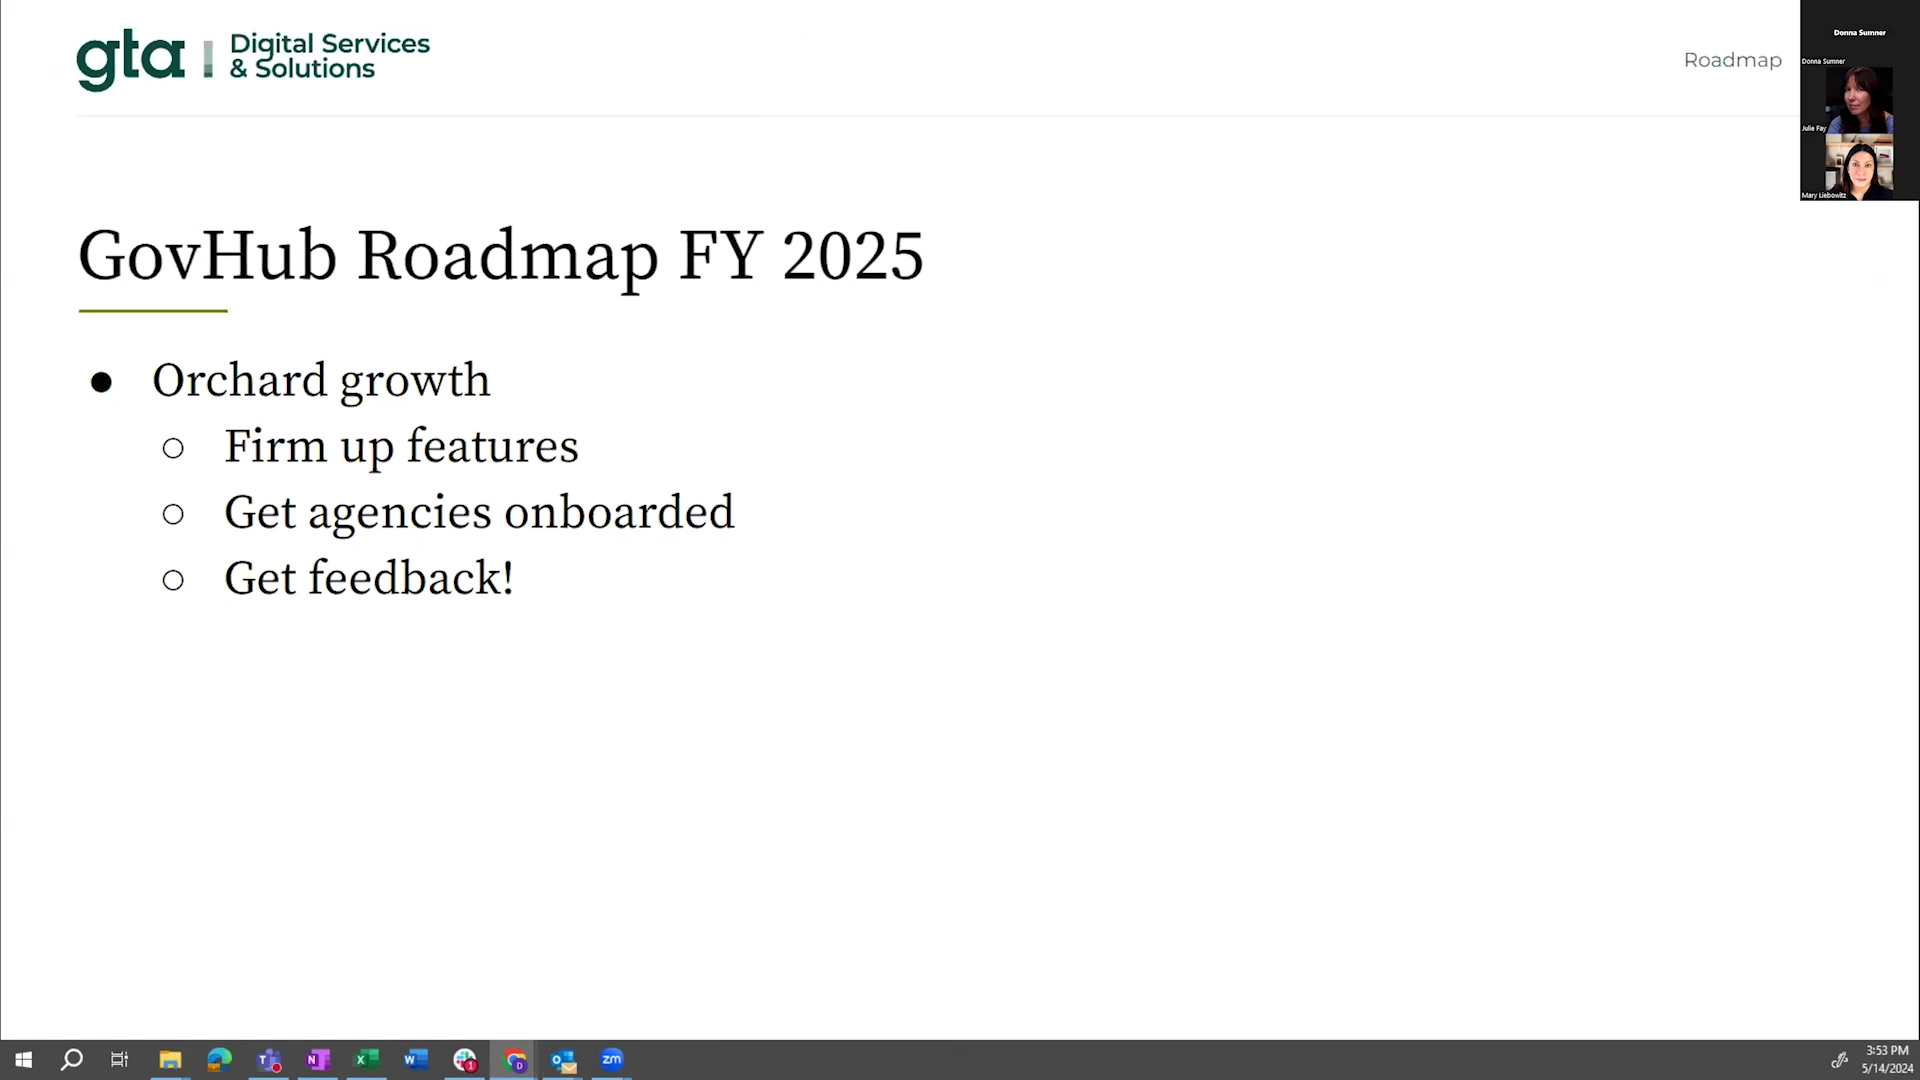 gta
Digital Services
& Solutions
Roadmap
Donna Sumner
Donna Sumner
Julie Fay
Mary Liebowitz
GovHub Roadmap FY 2025
● Orchard growth
○ Firm up features
○ Get agencies onboarded
○ Get feedback!
zm
3:53 PM
5/14/2024